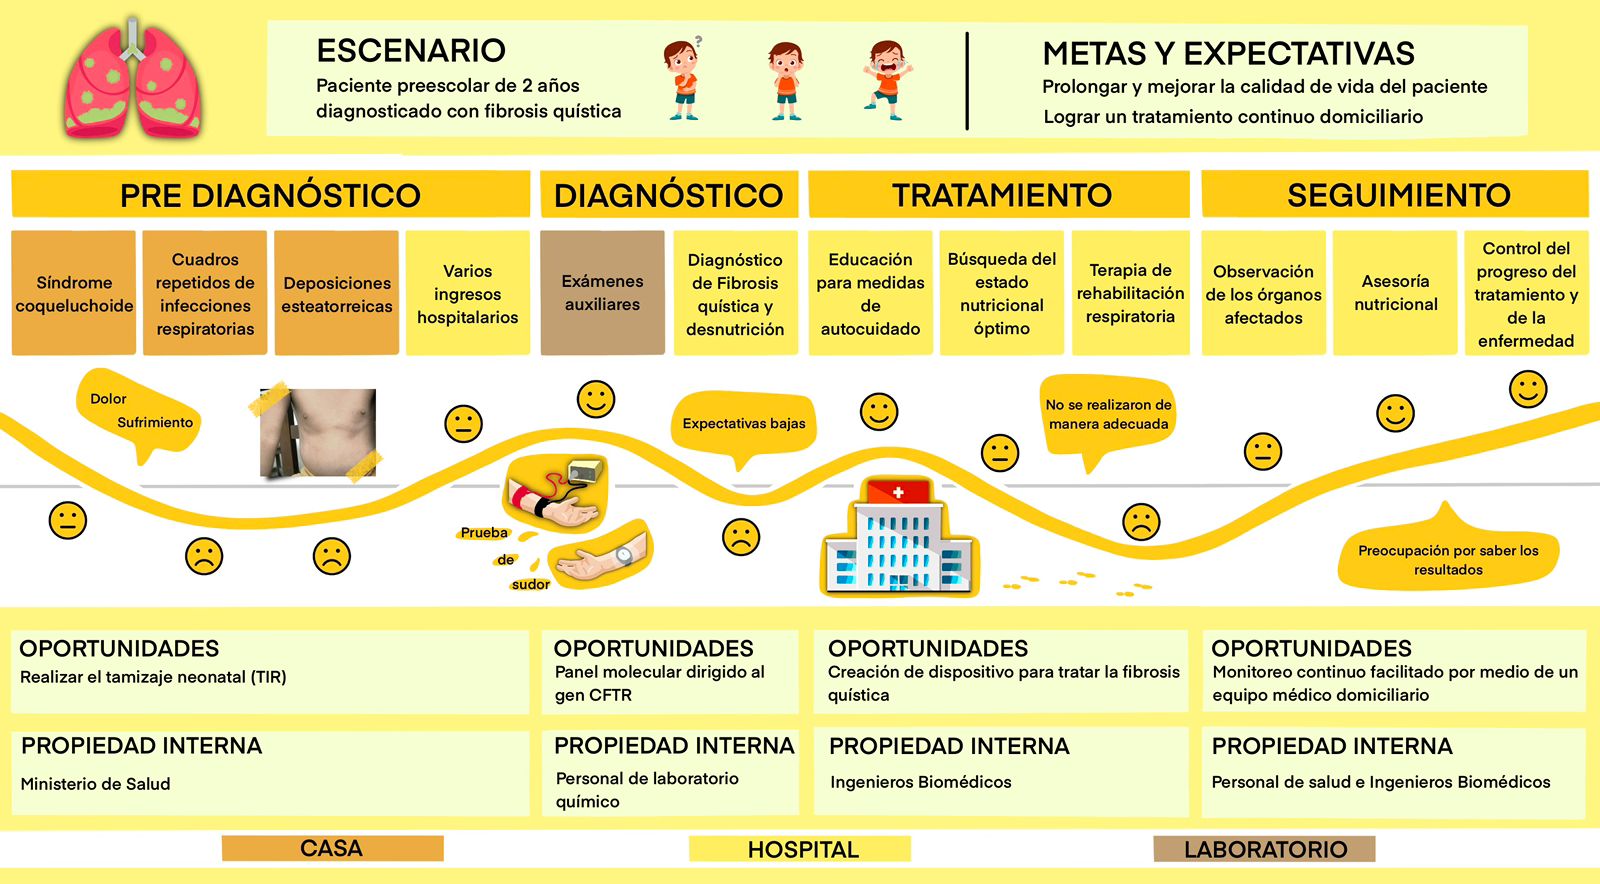 ESCENARIO
Paciente preescolar de 2 años
diagnosticado con fibrosis quística
?
METAS Y EXPECTATIVAS
Prolongar y mejorar la calidad de vida del paciente
Lograr un tratamiento continuo domiciliario
PRE DIAGNÓSTICO
DIAGNÓSTICO
TRATAMIENTO
SEGUIMIENTO
Síndrome
coqueluchoide
Cuadros
repetidos de
infecciones
respiratorias
Deposiciones
esteatorreicas
Varios
ingresos
hospitalarios
Exámenes
auxiliares
Diagnóstico
de Fibrosis
quística y
desnutrición
Educación
para medidas
de
autocuidado
Búsqueda del
estado
nutricional
óptimo
Terapia de
rehabilitación
respiratoria
Observación
de los órganos
afectados
Asesoría
nutricional
Control del
progreso del
tratamiento y
de la
enfermedad
Dolor
Sufrimiento
Prueba
de
sudor
Expectativas bajas
No se realizaron de
manera adecuada
Preocupación por saber los
resultados
OPORTUNIDADES
Realizar el tamizaje neonatal (TIR)
OPORTUNIDADES
Panel molecular dirigido al
gen CFTR
OPORTUNIDADES
Creación de dispositivo para tratar la fibrosis
quística
OPORTUNIDADES
Monitoreo continuo facilitado por medio de un
equipo médico domiciliario
PROPIEDAD INTERNA
Ministerio de Salud
PROPIEDAD INTERNA
Personal de laboratorio
químico
PROPIEDAD INTERNA
Ingenieros Biomédicos
PROPIEDAD INTERNA
Personal de salud e Ingenieros Biomédicos
CASA
HOSPITAL
LABORATORIO